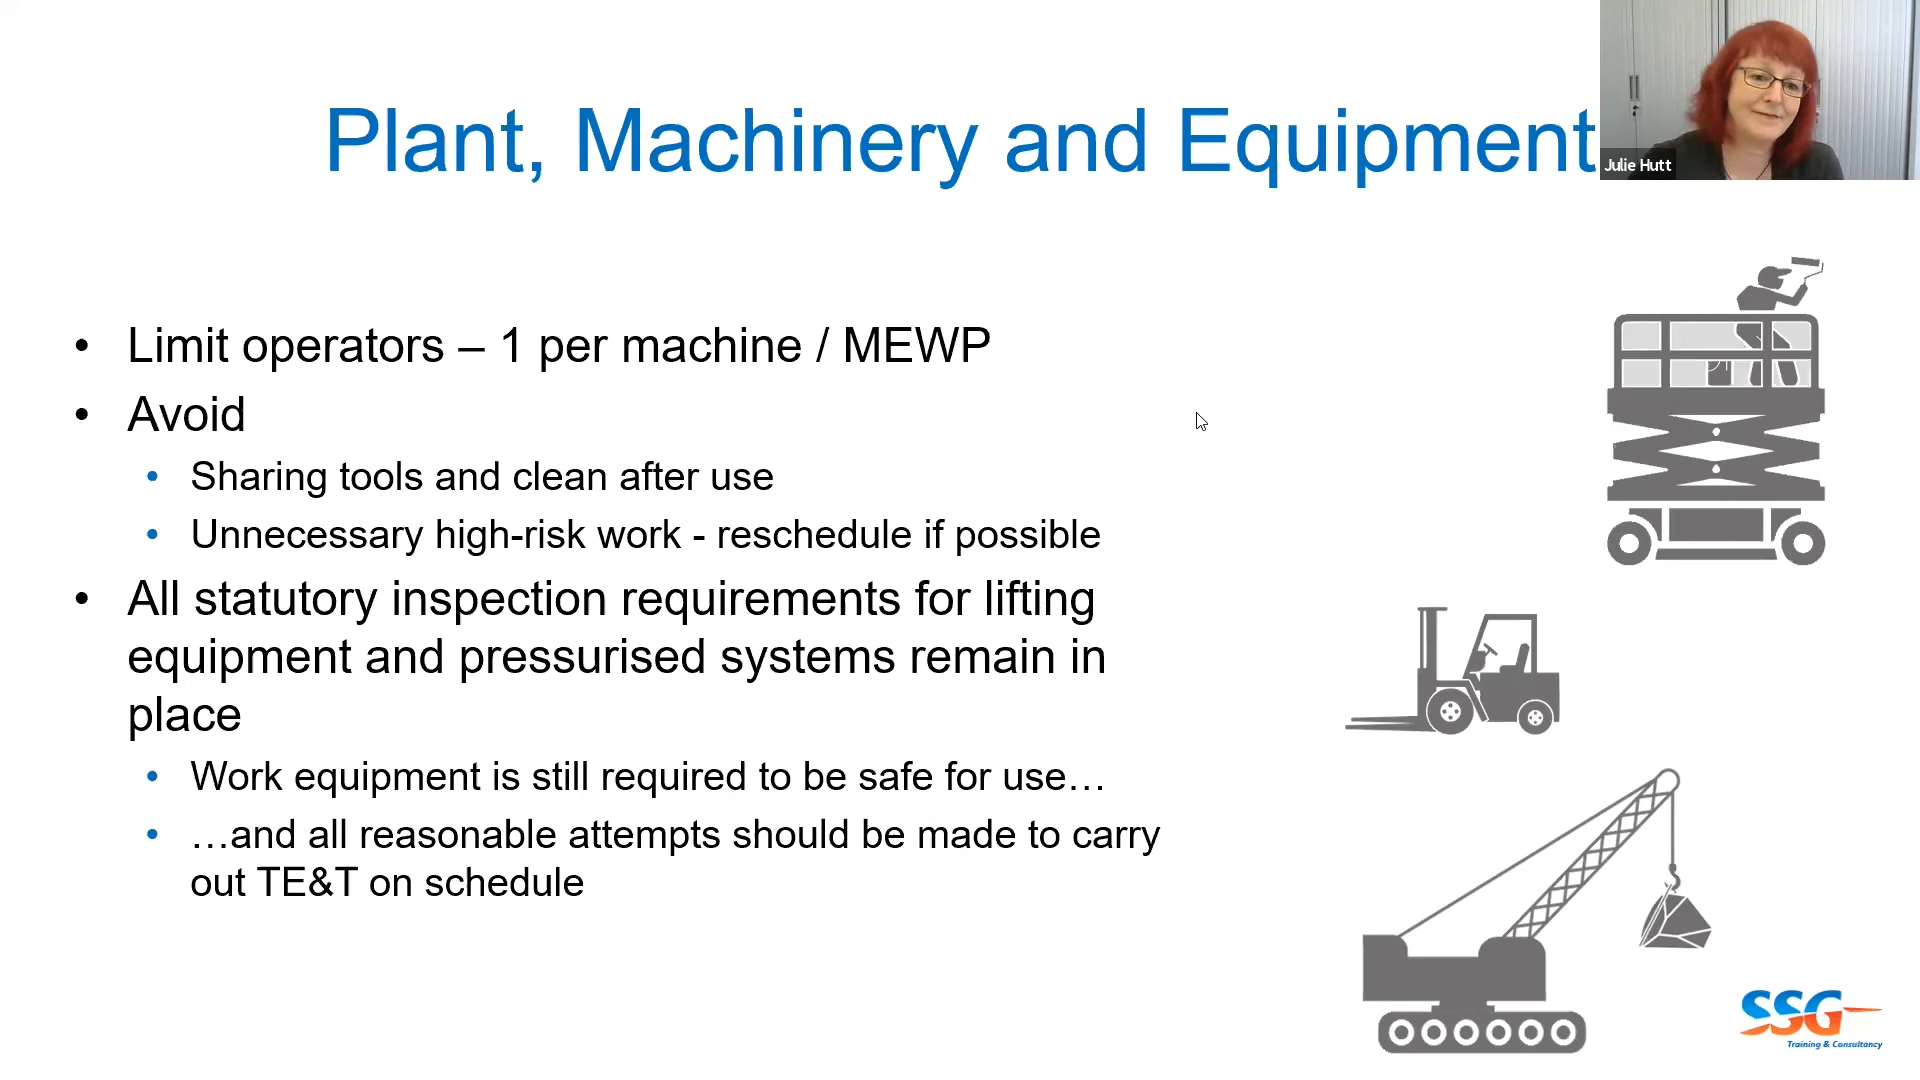 Plant, Machinery and Equipment
Julie Hutt
• Limit operators – 1 per machine / MEWP
• Avoid
• Sharing tools and clean after use
• Unnecessary high-risk work - reschedule if possible
• All statutory inspection requirements for lifting
equipment and pressurised systems remain in
place
• Work equipment is still required to be safe for use…
• …and all reasonable attempts should be made to carry
out TE&T on schedule
SSG
Training & Consultancy